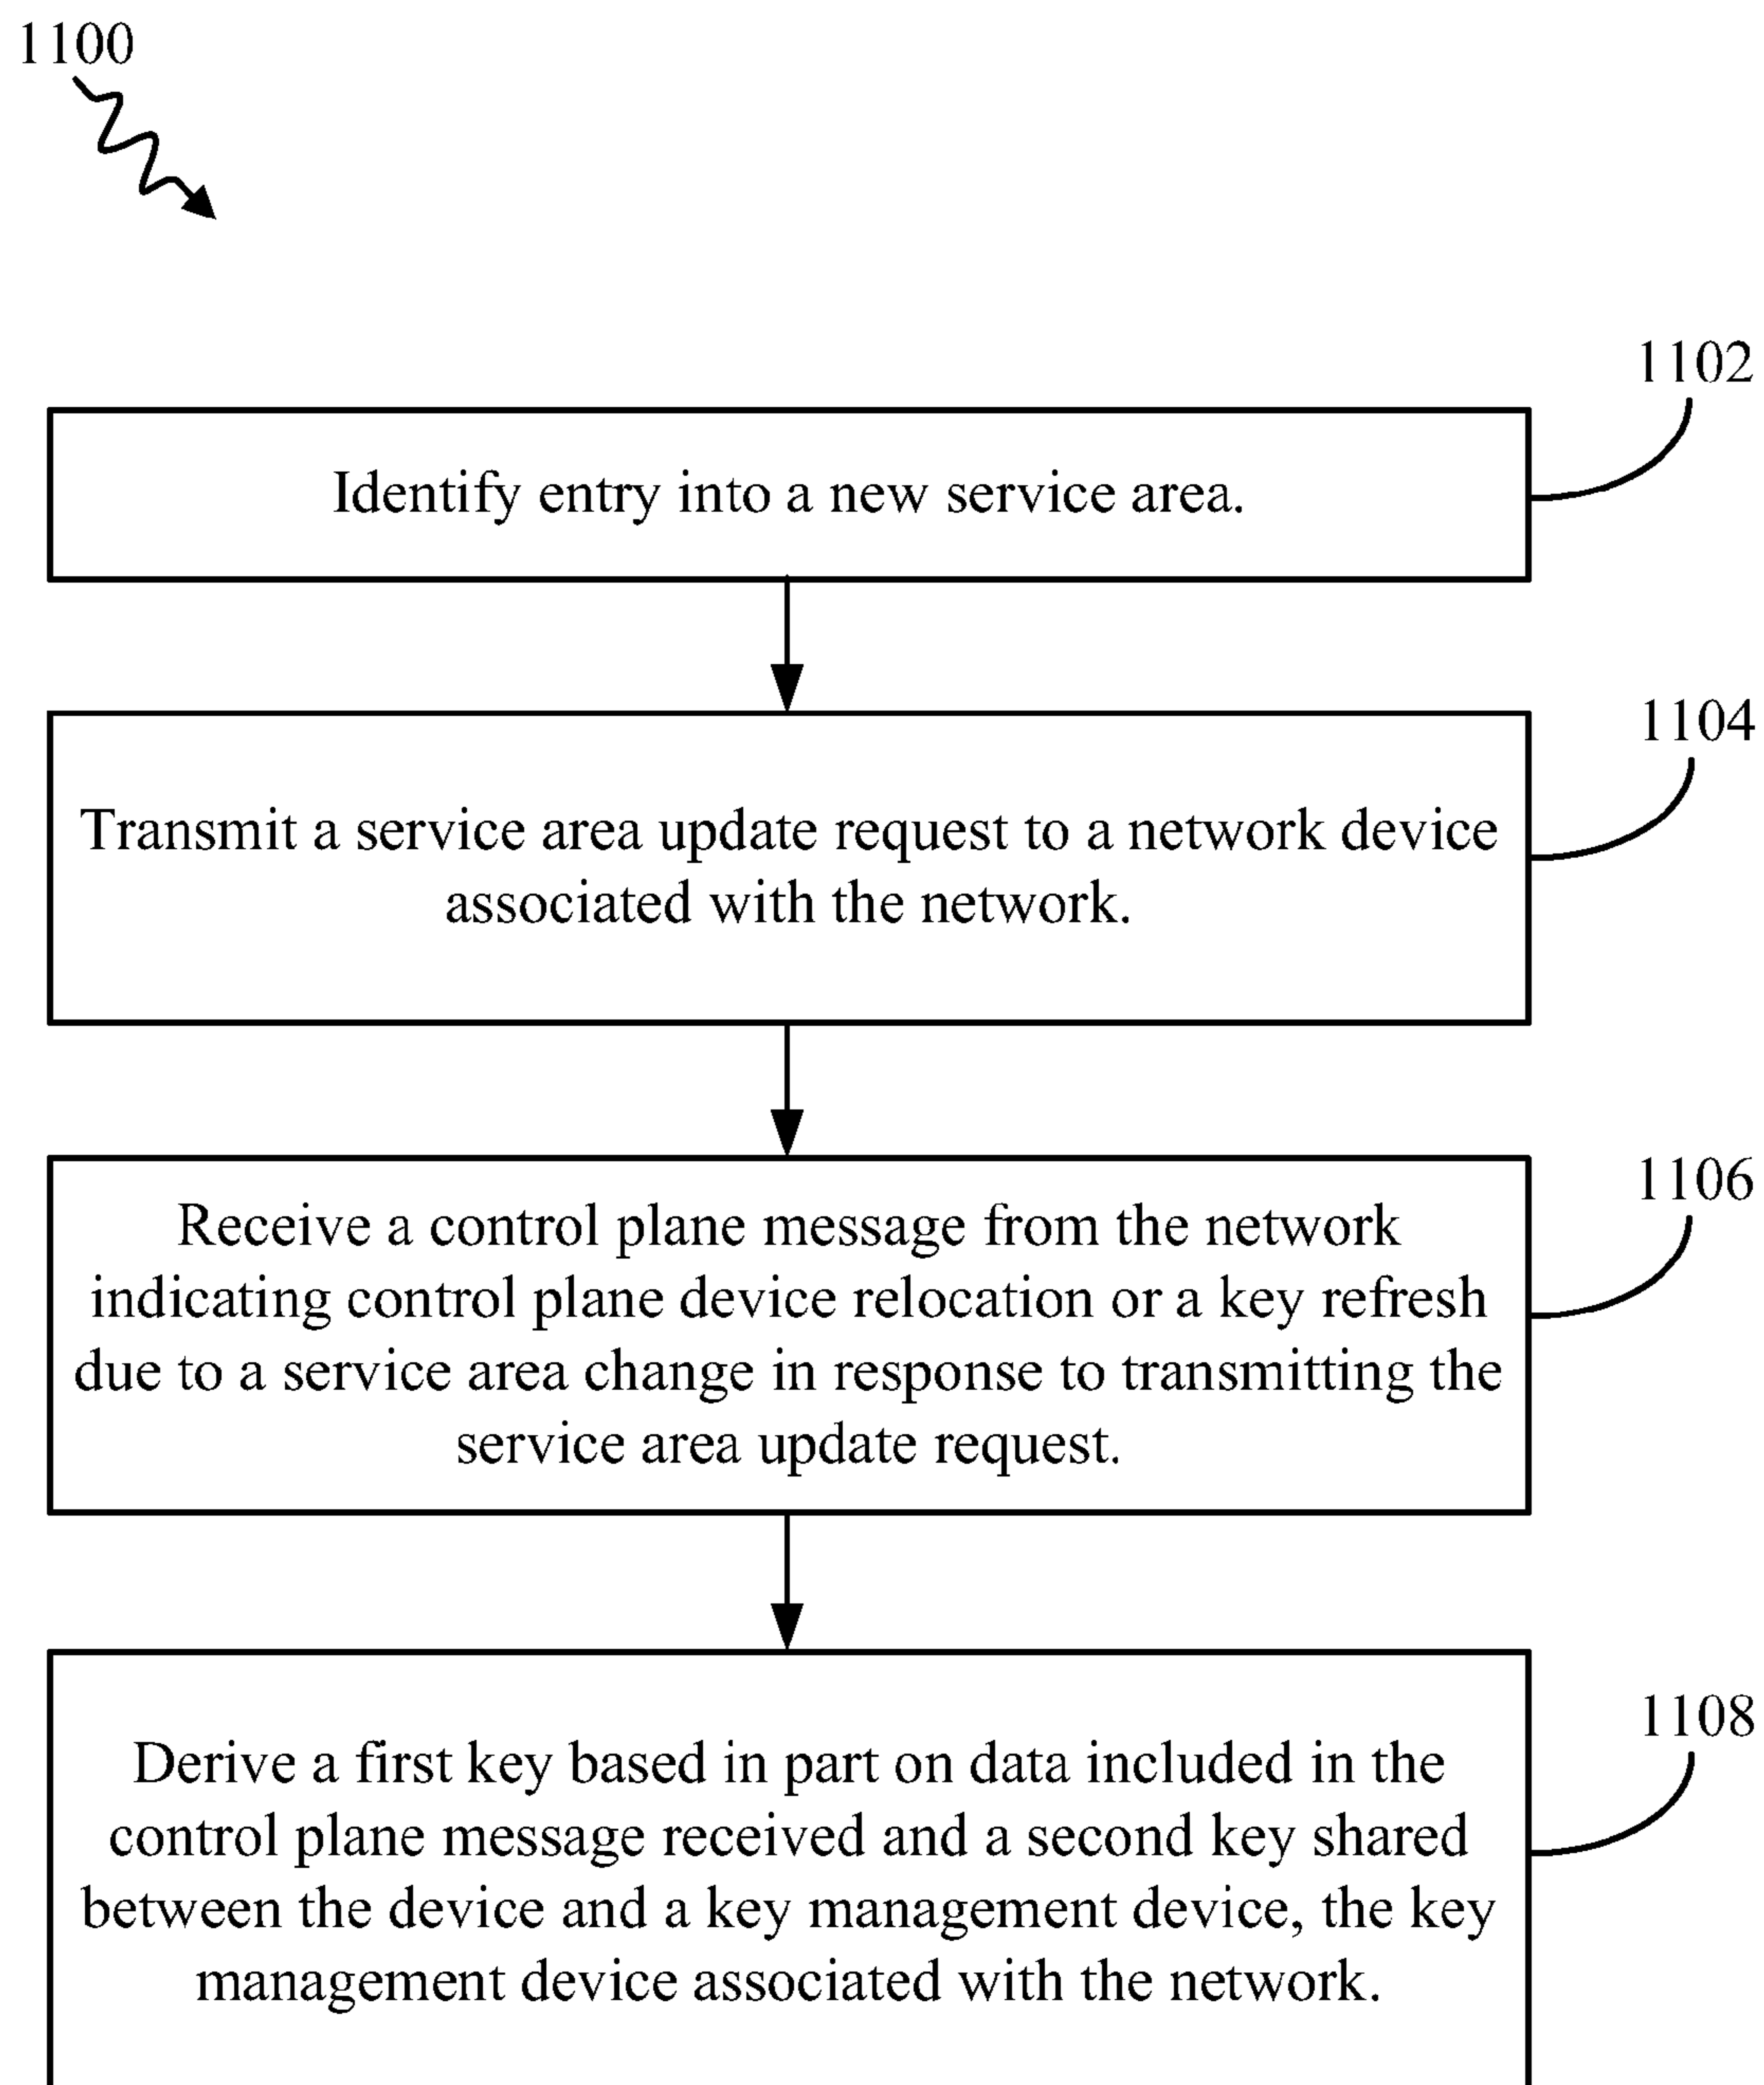 1100
1102
Identify entry into a new service area.
1104
Transmit a service area update request to a network device
associated with the network.
1106
Receive a control plane message from the network
indicating control plane device relocation or a key refresh
due to a service area change in response to transmitting the
service area update request.
1108
Derive a first key based in part on data included in the
control plane message received and a second key shared
between the device and a key management device, the key
management device associated with the network.